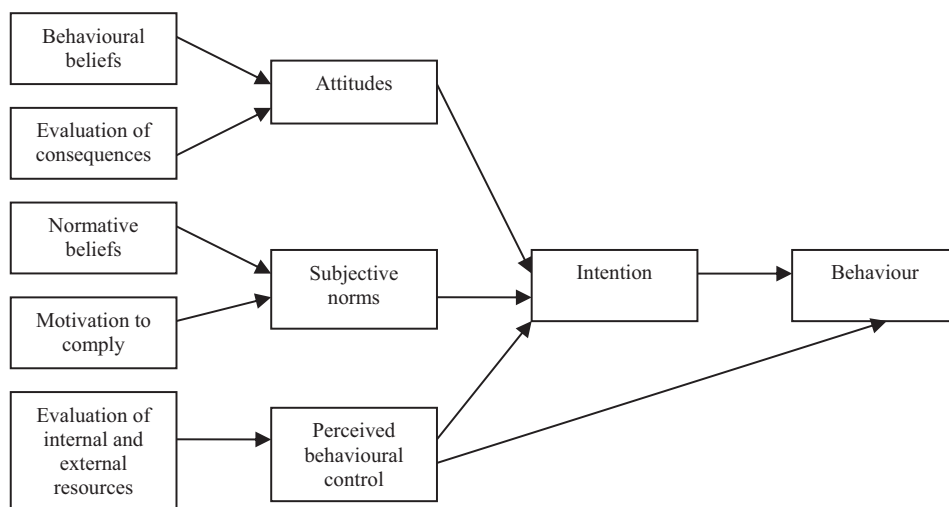 Behavioural
beliefs
Evaluation of
consequences
Normative
beliefs
Motivation to
comply
Evaluation of
internal and
external
resources
Attitudes
Subjective
norms
Perceived
behavioural
control
Intention
Behaviour